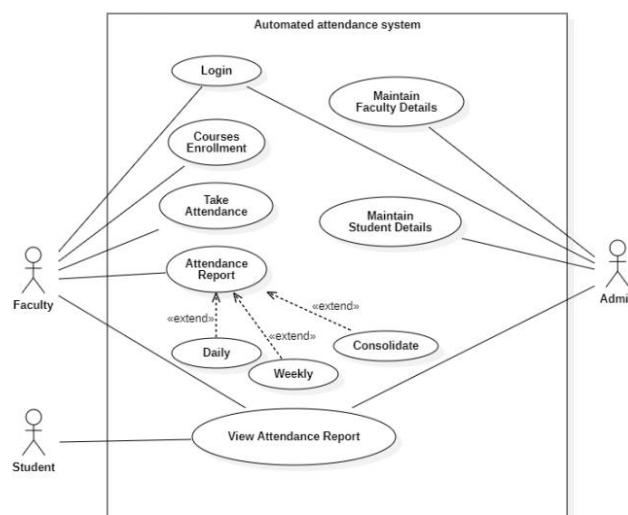 Automated attendance system
Login
Maintain
Faculty Details
Courses
Enrollment
Take
Attendance
Maintain
Student Details
Attendance
Report
Faculty
Admi
«extend»
«extend»
«extend»
Daily
Weekly
Consolidate
View Attendance Report
Student